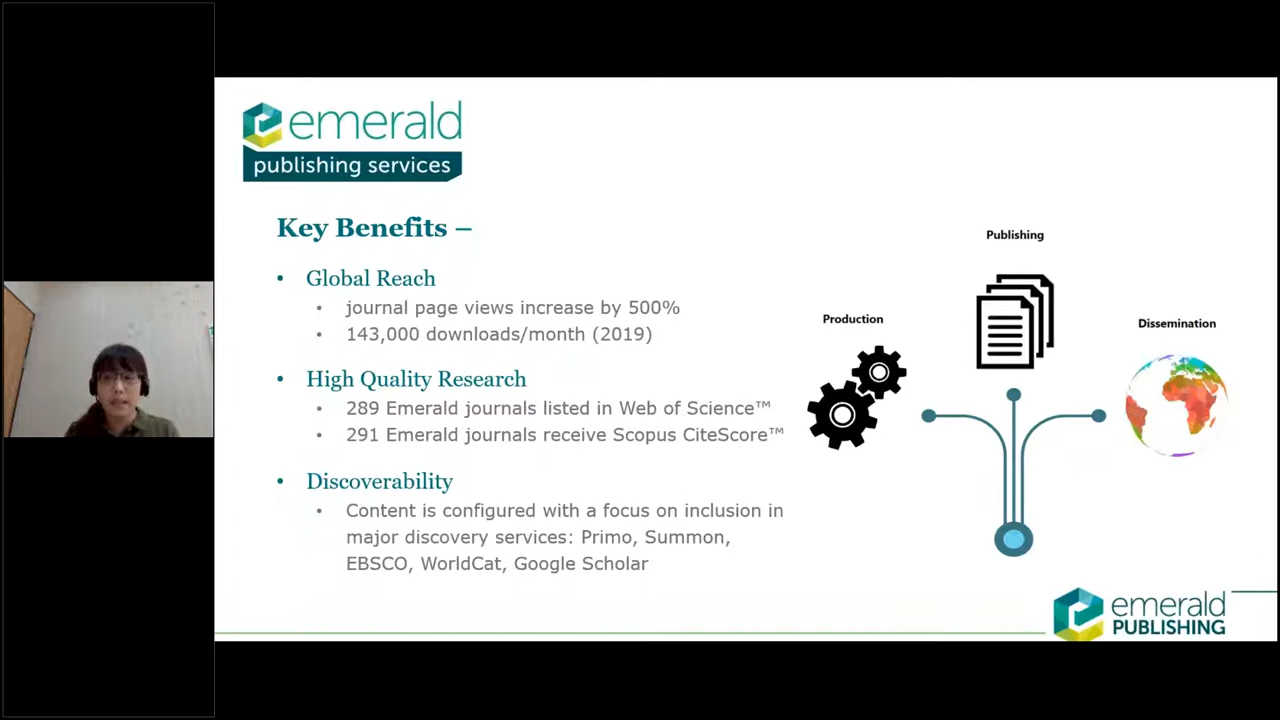 emerald
publishing services
Key Benefits –
• Global Reach
• journal page views increase by 500%
• 143,000 downloads/month (2019)
• High Quality Research
• 289 Emerald journals listed in Web of Science™
• 291 Emerald journals receive Scopus CiteScore™
• Discoverability
• Content is configured with a focus on inclusion in
major discovery services: Primo, Summon,
EBSCO, WorldCat, Google Scholar
Publishing
Production
Dissemination
emerald
PUBLISHING